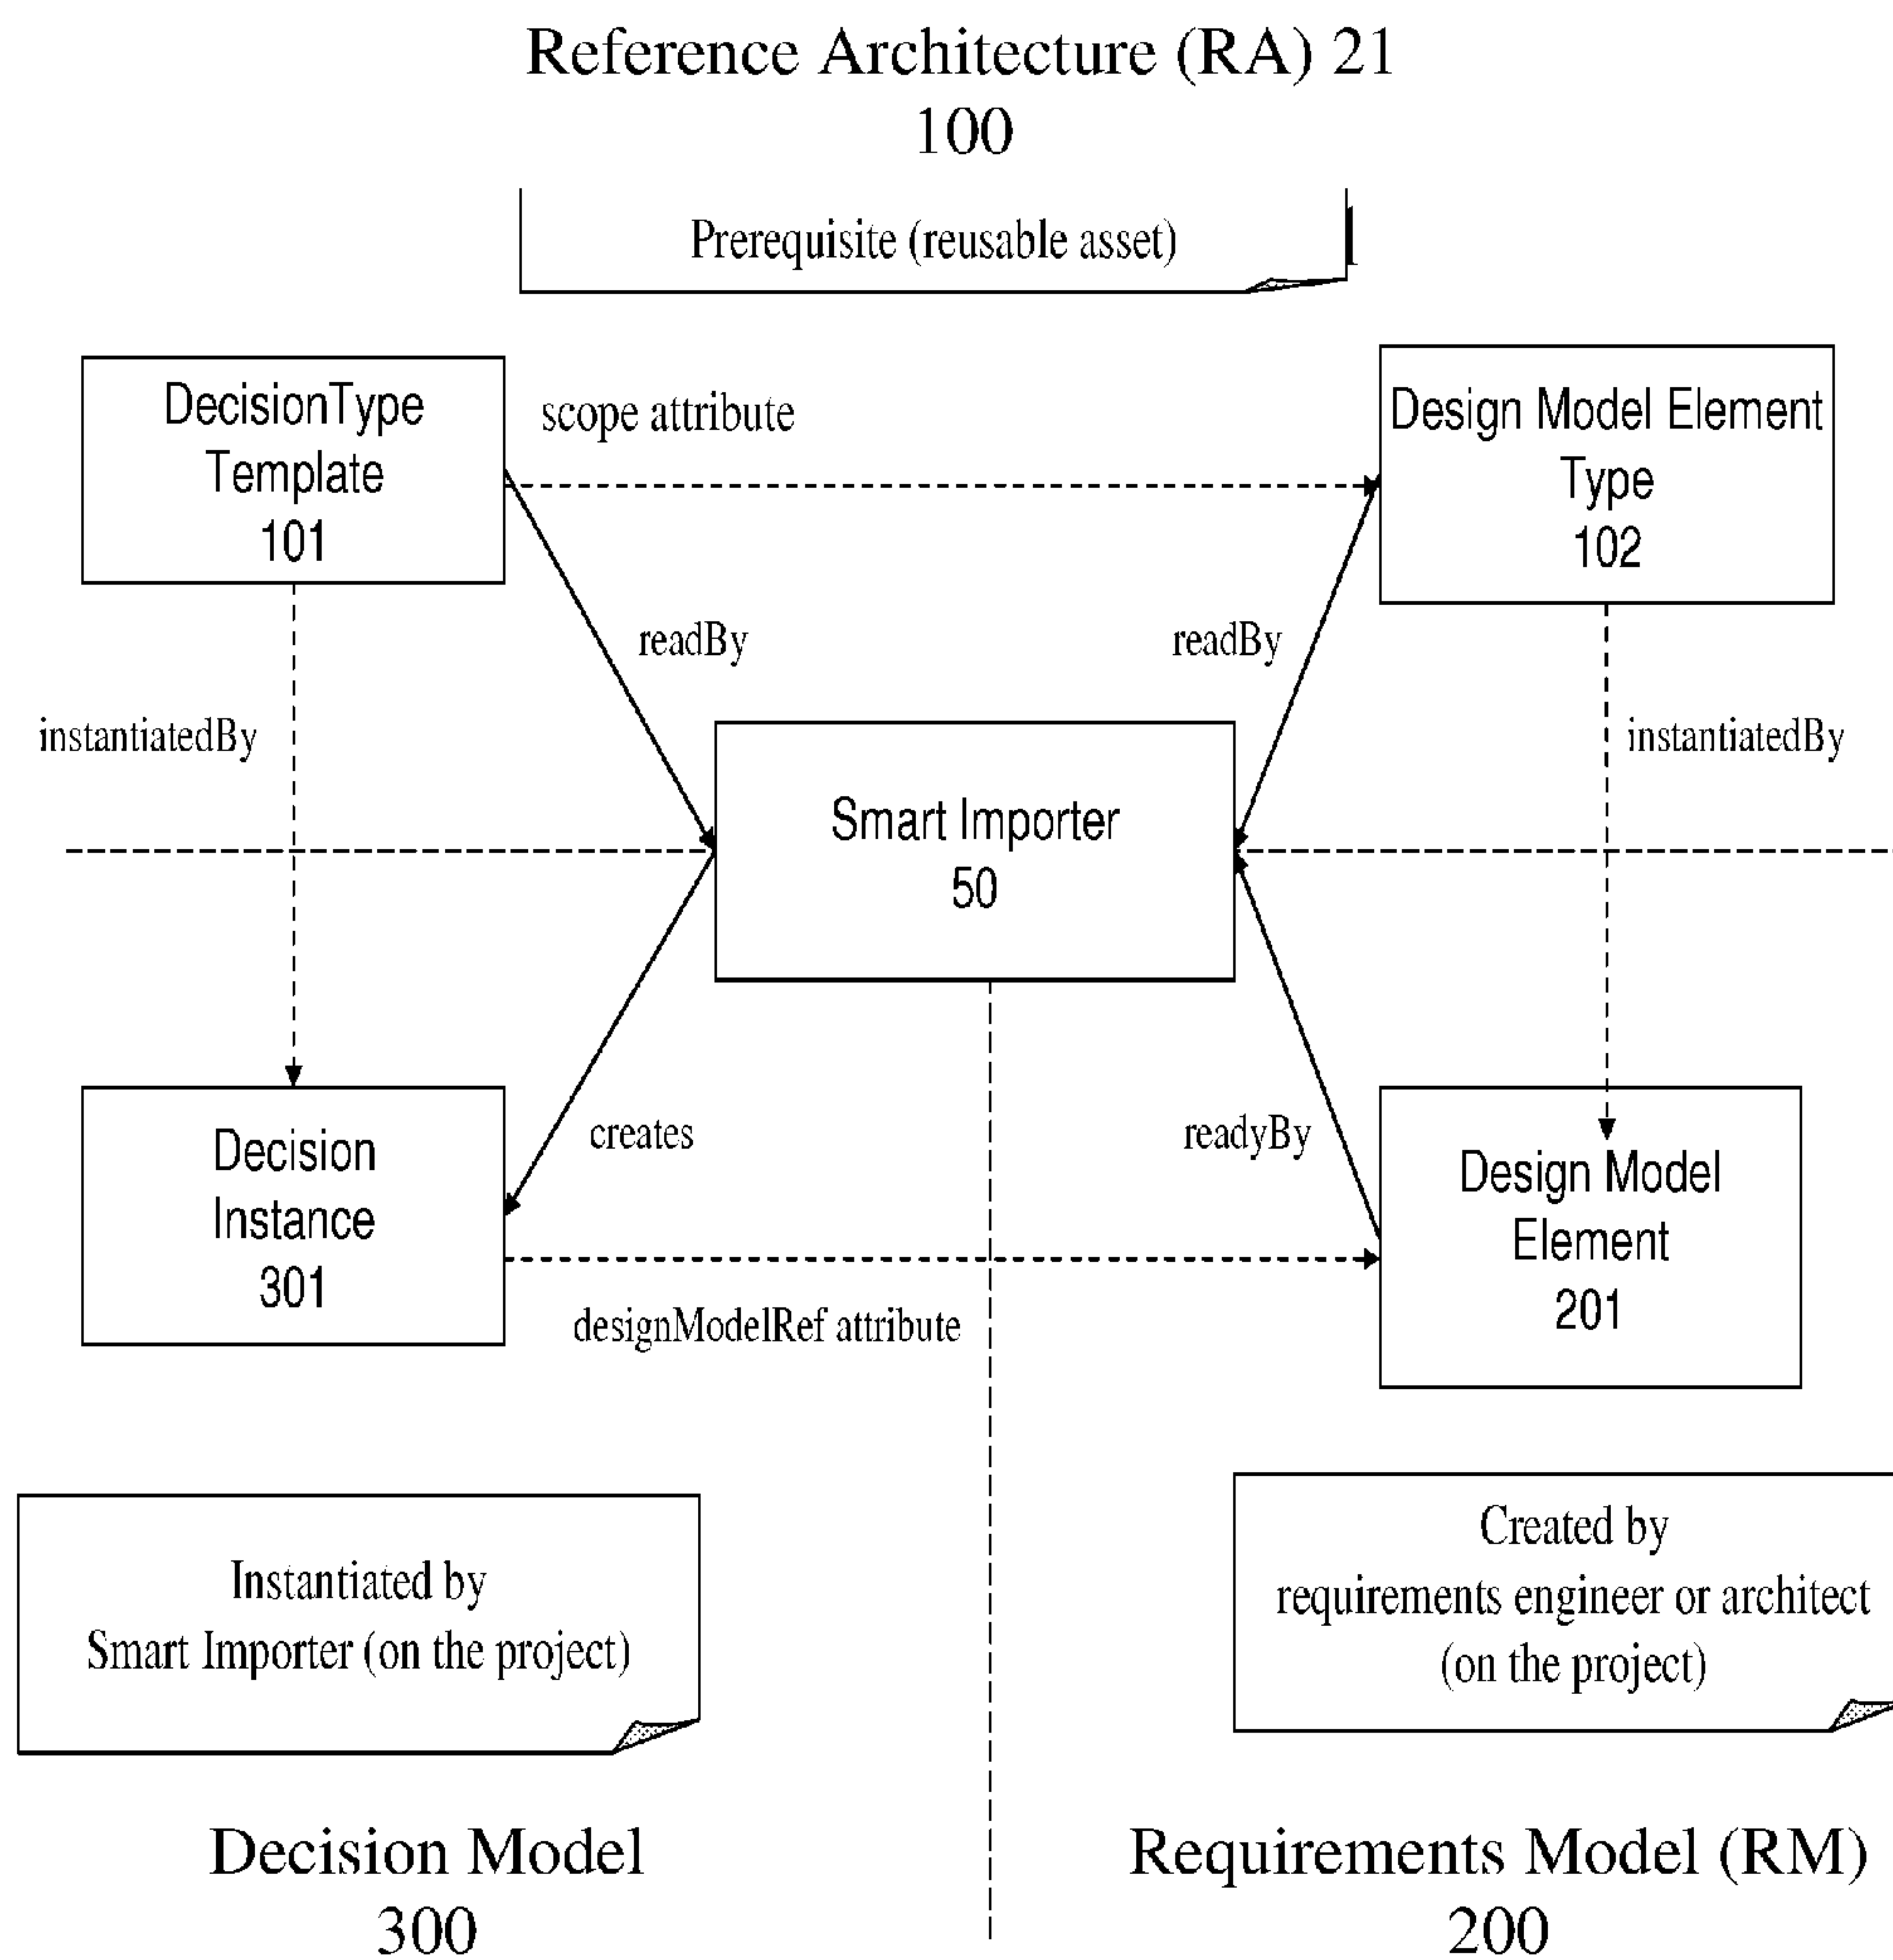 Reference Architecture (RA) 21
100
Prerequisite (reusable asset)
DecisionType
Template
101
scope attribute
Design Model Element
Type
102
readBy
readBy
instantiatedBy
instantiatedBy
Smart Importer
50
Decision
Instance
301
creates
readyBy
Design Model
Element
201
designModelRef attribute
Instantiated by
Smart Importer (on the project)
Created by
requirements engineer or architect
(on the project)
Decision Model
300
Requirements Model (RM)
200